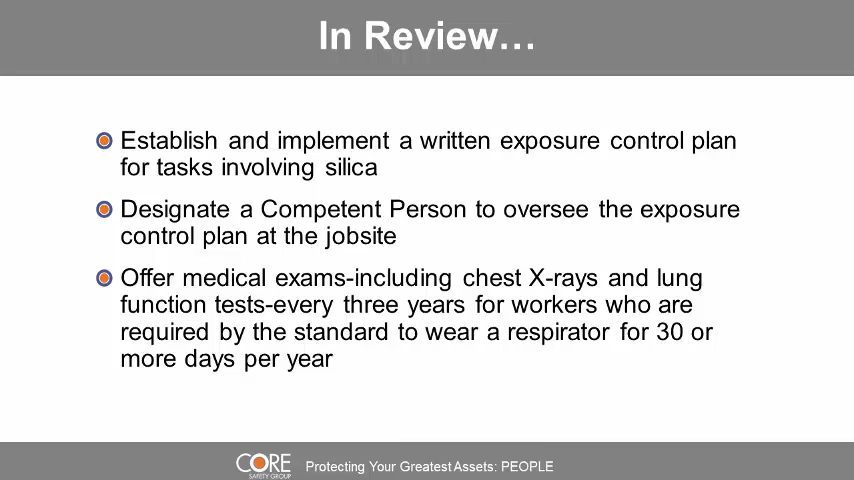 In Review…
Establish and implement a written exposure control plan
for tasks involving silica
Designate a Competent Person to oversee the exposure
control plan at the jobsite
Offer medical exams-including chest X-rays and lung
function tests-every three years for workers who are
required by the standard to wear a respirator for 30 or
more days per year
CORE
SAFETY GROUP
Protecting Your Greatest Assets: PEOPLE